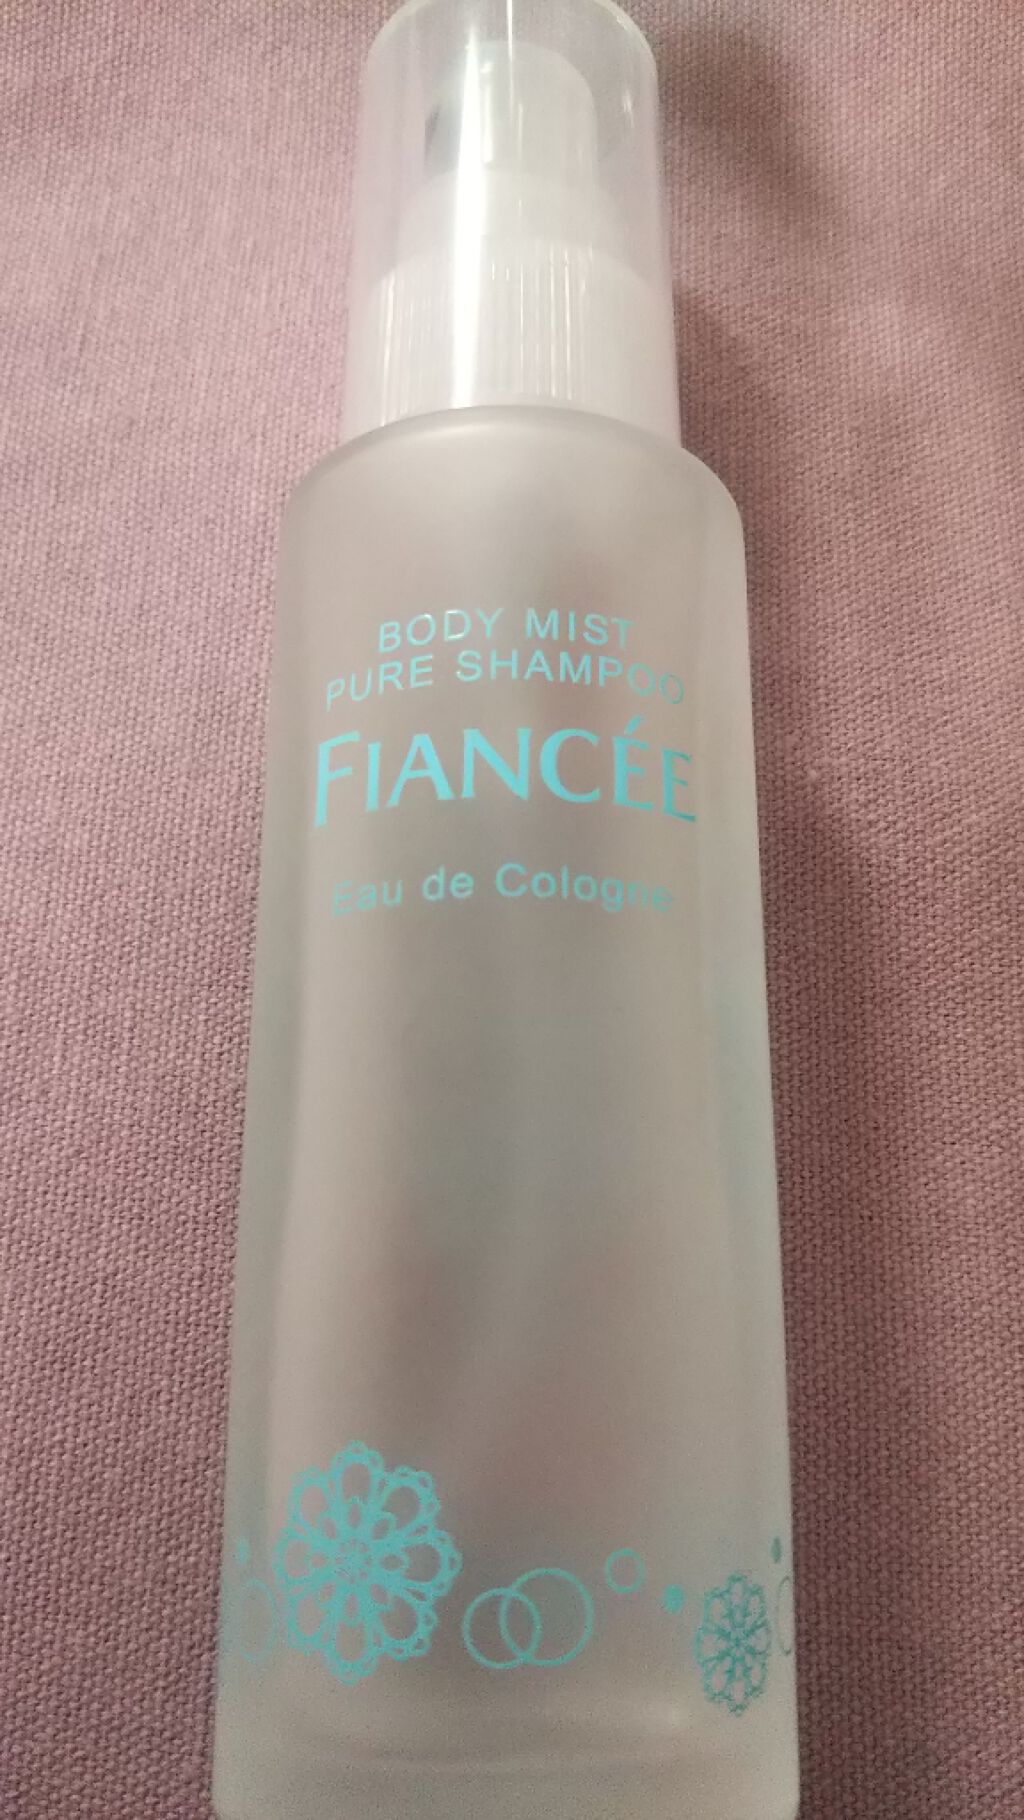 BODY MIST
PURE SHAMPOO
FIANCÉE
Eau de Cologne